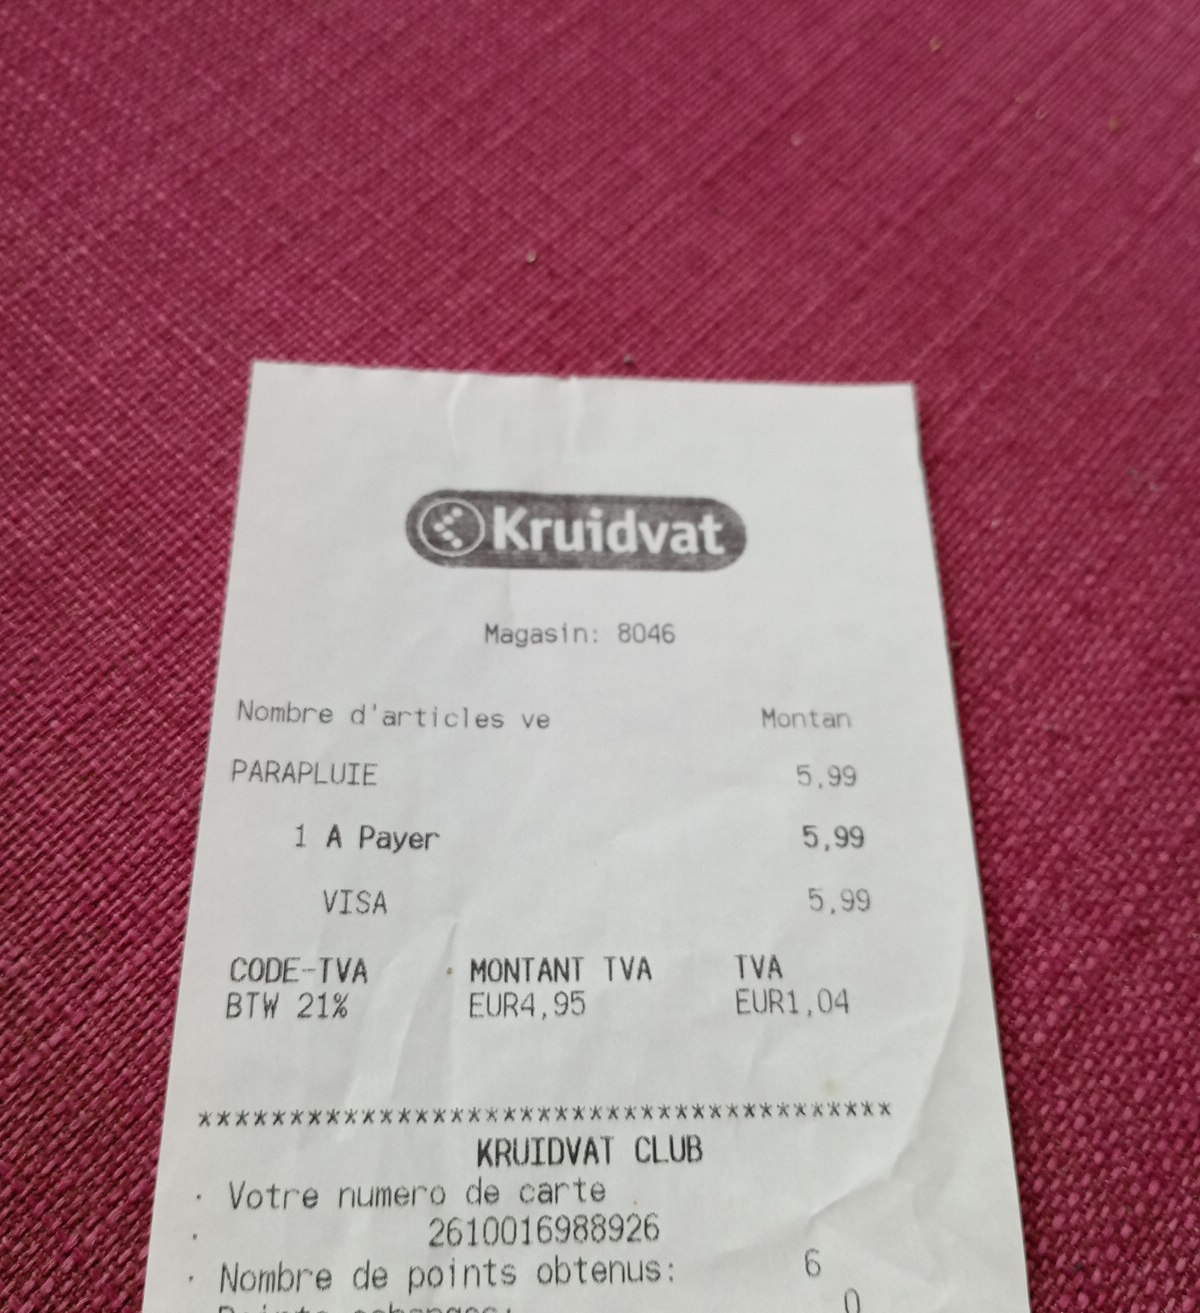 Kruidvat
Magasin: 8046
Nombre d'articles ve Montan
PARAPLUIE 5,99
1 A Payer 5,99
VISA 5,99
CODE-TVA MONTANT TVA TVA
BTW 21% EUR4,95 EUR1,04
**************************************
KRUIDVAT CLUB
Votre numero de carte
2610016988926
Nombre de points obtenus: 6
0